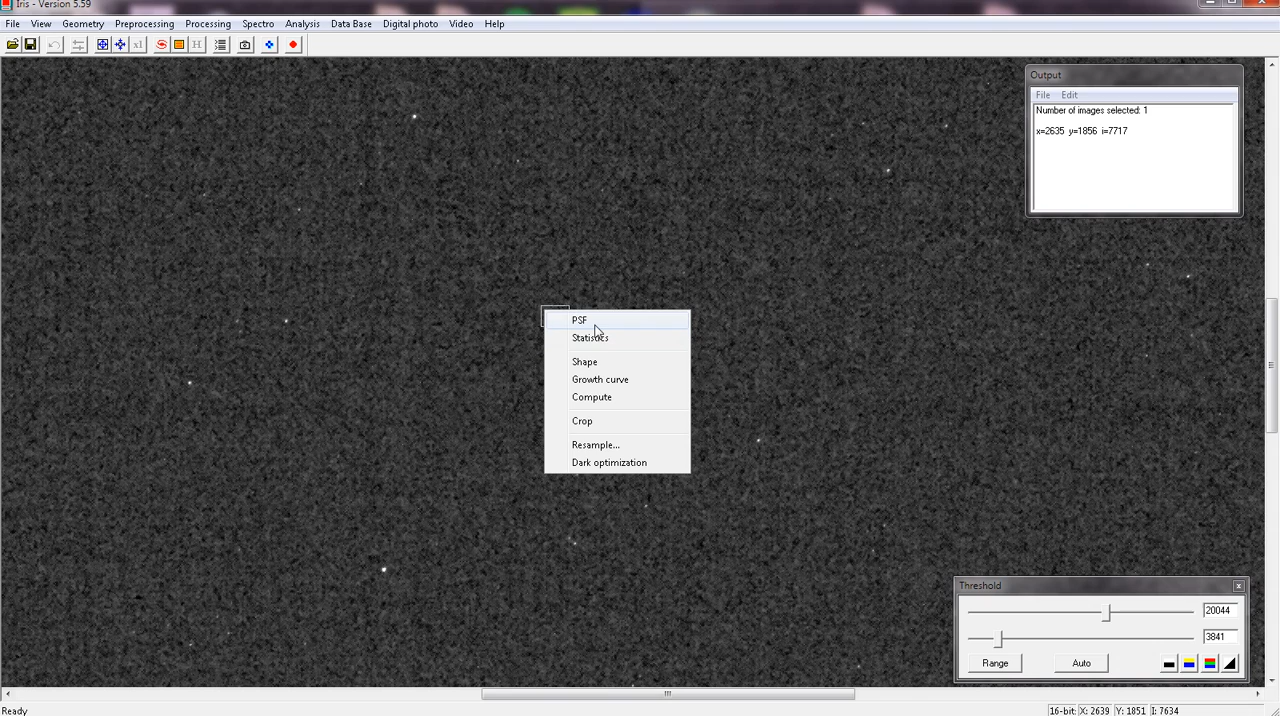 Iris - Version 5.59
File View Geometry Preprocessing Processing Spectro Analysis Data Base Digital photo Video Help
x1 H
Output
File Edit
Number of images selected: 1
x=2635 y=1856 i=7717
PSF
Statistics
Shape
Growth curve
Compute
Crop
Resample...
Dark optimization
Threshold
20044
3841
Range Auto
Ready
16-bit: X: 2639 Y: 1851 I: 7634